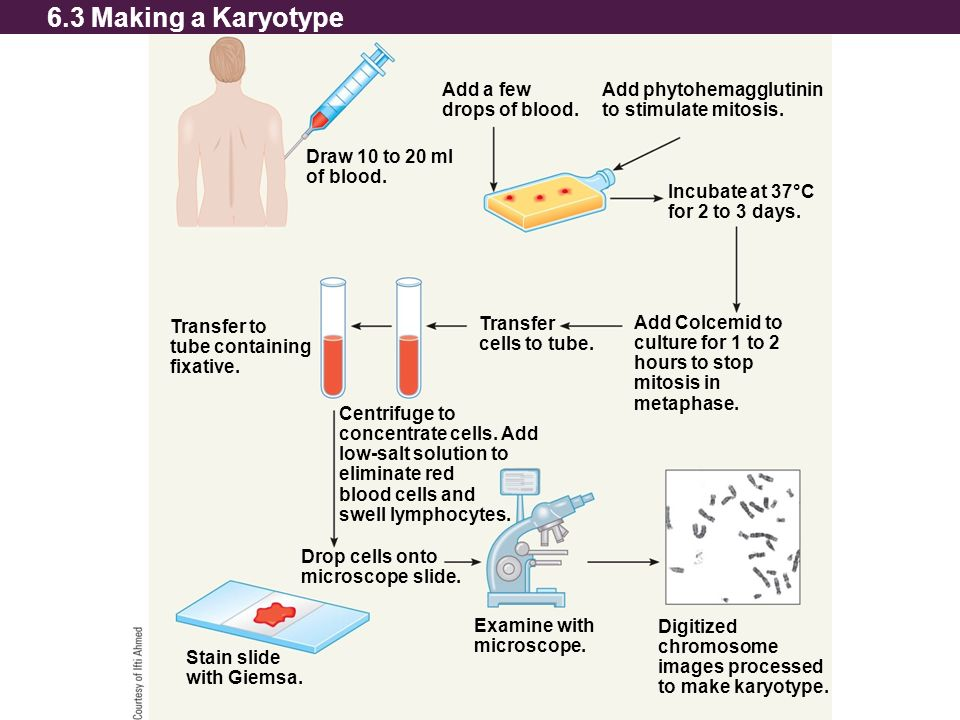 6.3 Making a Karyotype
Draw 10 to 20 ml
of blood.
Add a few
drops of blood.
Add phytohemagglutinin
to stimulate mitosis.
Incubate at 37°C
for 2 to 3 days.
Add Colcemid to
culture for 1 to 2
hours to stop
mitosis in
metaphase.
Transfer
cells to tube.
Transfer to
tube containing
fixative.
Centrifuge to
concentrate cells. Add
low-salt solution to
eliminate red
blood cells and
swell lymphocytes.
Drop cells onto
microscope slide.
Stain slide
with Giemsa.
Examine with
microscope.
Digitized
chromosome
images processed
to make karyotype.
Courtesy of Ifti Ahmed